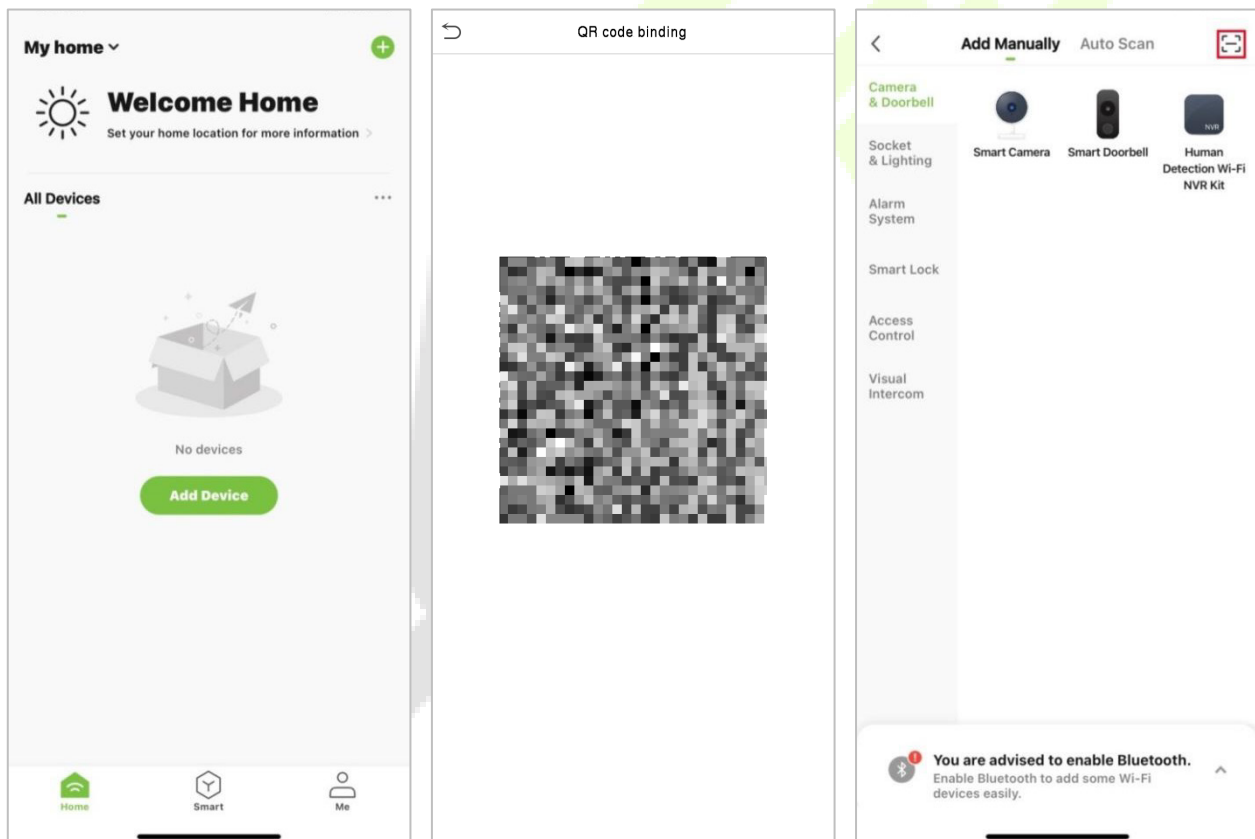 My home
Welcome Home
Set your home location for more information
All Devices
No devices
Add Device
Home
Smart
Me
QR code binding
Add Manually
Auto Scan
Camera
& Doorbell
Socket
& Lighting
Alarm
System
Smart Lock
Access
Control
Visual
Intercom
Smart Camera
Smart Doorbell
NVR
Human
Detection Wi-Fi
NVR Kit
You are advised to enable Bluetooth.
Enable Bluetooth to add some Wi-Fi
devices easily.